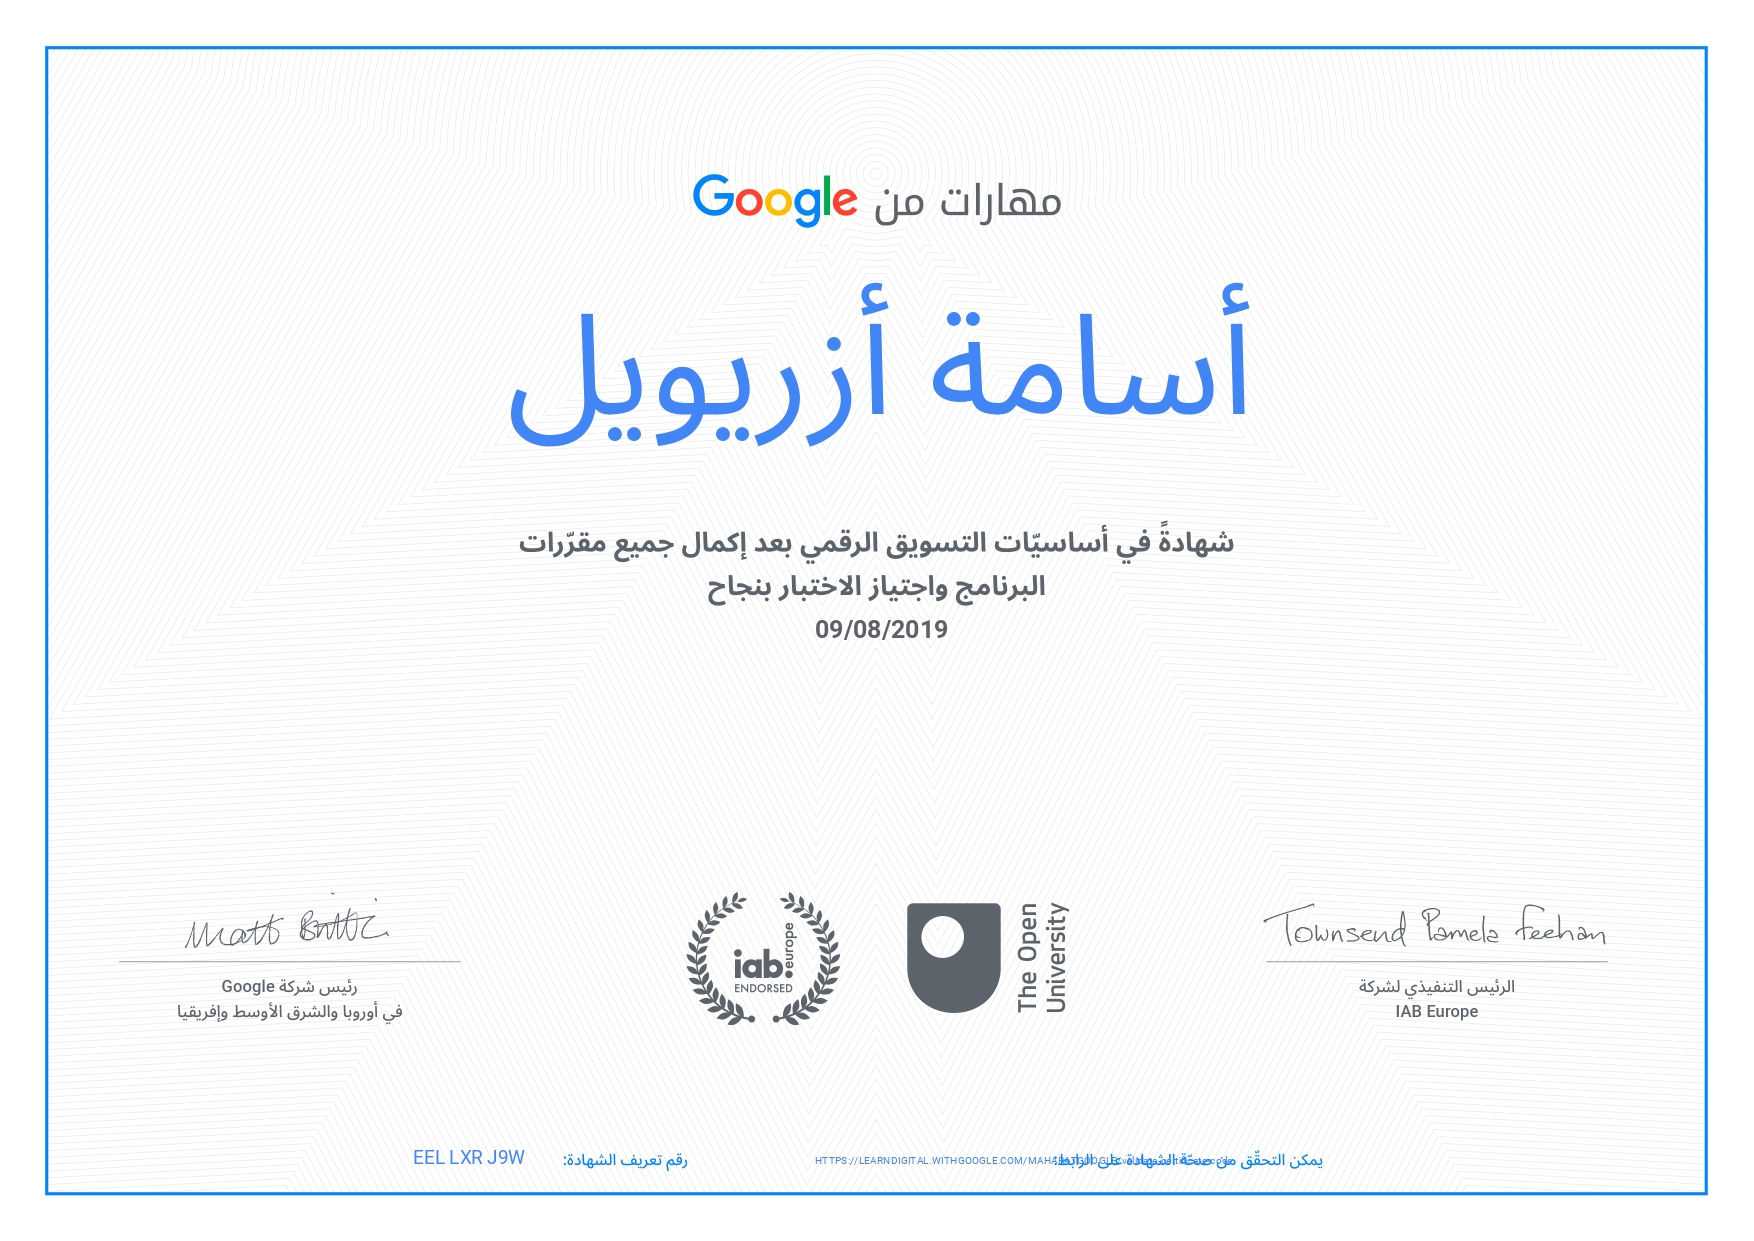 مهارات من Google
أسامة أزريويل
شهادةً في أساسيّات التسويق الرقمي بعد إكمال جميع مقرّرات
البرنامج واجتياز الاختبار بنجاح
09/08/2019
Townsend Pamela Feehan
الرئيس التنفيذي لشركة
IAB Europe
The Open
University
iab.
europe
ENDORSED
Matt
رئيس شركة Google
في أوروبا والشرق الأوسط وإفريقيا
يمكن التحقّق من صحّة الشهادة على الرابط:
HTTPS://LEARNDIGITAL.WITHGOOGLE.COM/
رقم تعريف الشهادة:
EEL LXR J9W